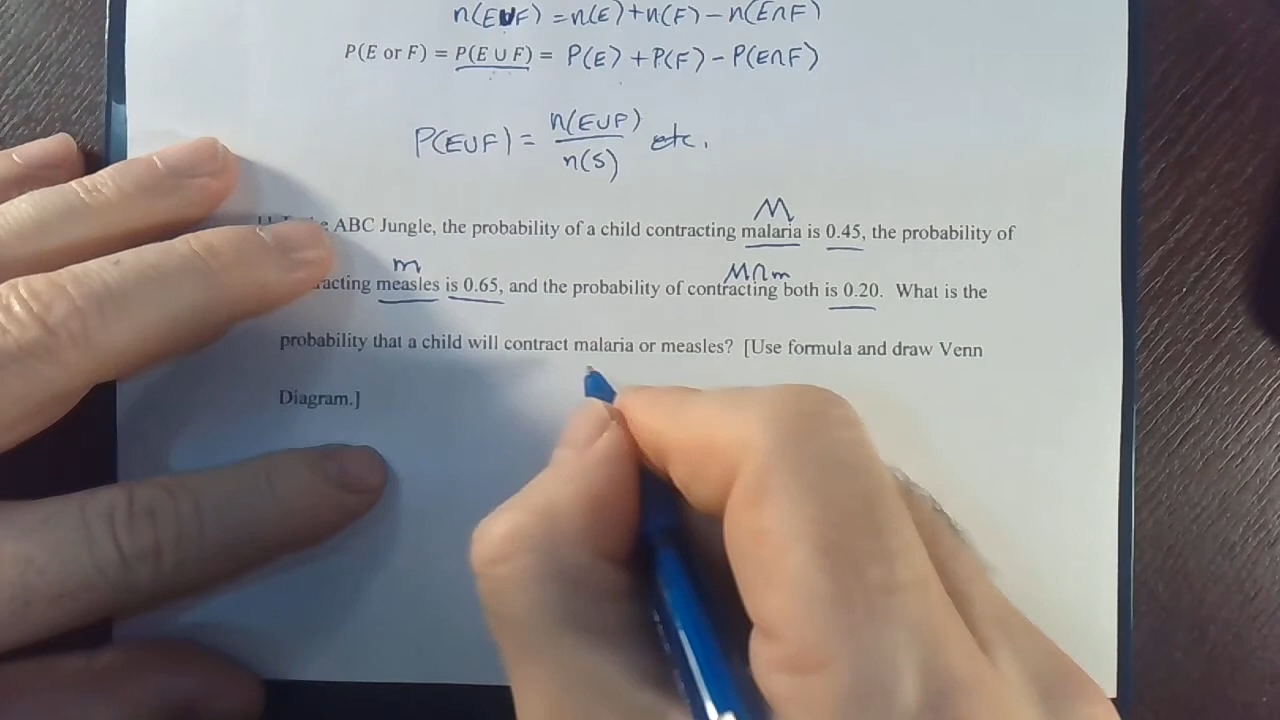 n(E∪F) = n(E) + n(F) − n(E∩F)
P(E or F) = P(E ∪ F) = P(E) + P(F) − P(E∩F)
P(E∪F) = n(E∪F) / n(S) etc.
M
ABC Jungle, the probability of a child contracting malaria is 0.45, the probability of
m M∩m
measles is 0.65, and the probability of contracting both is 0.20. What is the
probability that a child will contract malaria or measles? [Use formula and draw Venn
Diagram.]